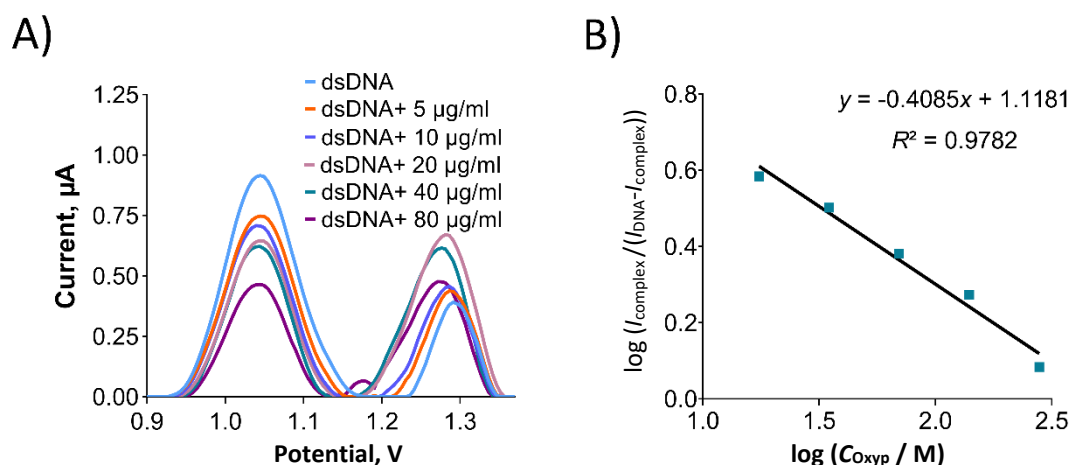 A)
dsDNA
dsDNA+ 5 µg/ml
dsDNA+ 10 µg/ml
dsDNA+ 20 µg/ml
dsDNA+ 40 µg/ml
dsDNA+ 80 µg/ml
1.25
1.00
0.75
0.50
0.25
0.00
Current, µA
0.9 1.0 1.1 1.2 1.3
Potential, V
B)
y = -0.4085x + 1.1181
R² = 0.9782
0.8
0.6
0.4
0.2
0.0
log (Icomplex /(IDNA-Icomplex))
1.0 1.5 2.0 2.5
log (COxyp / M)